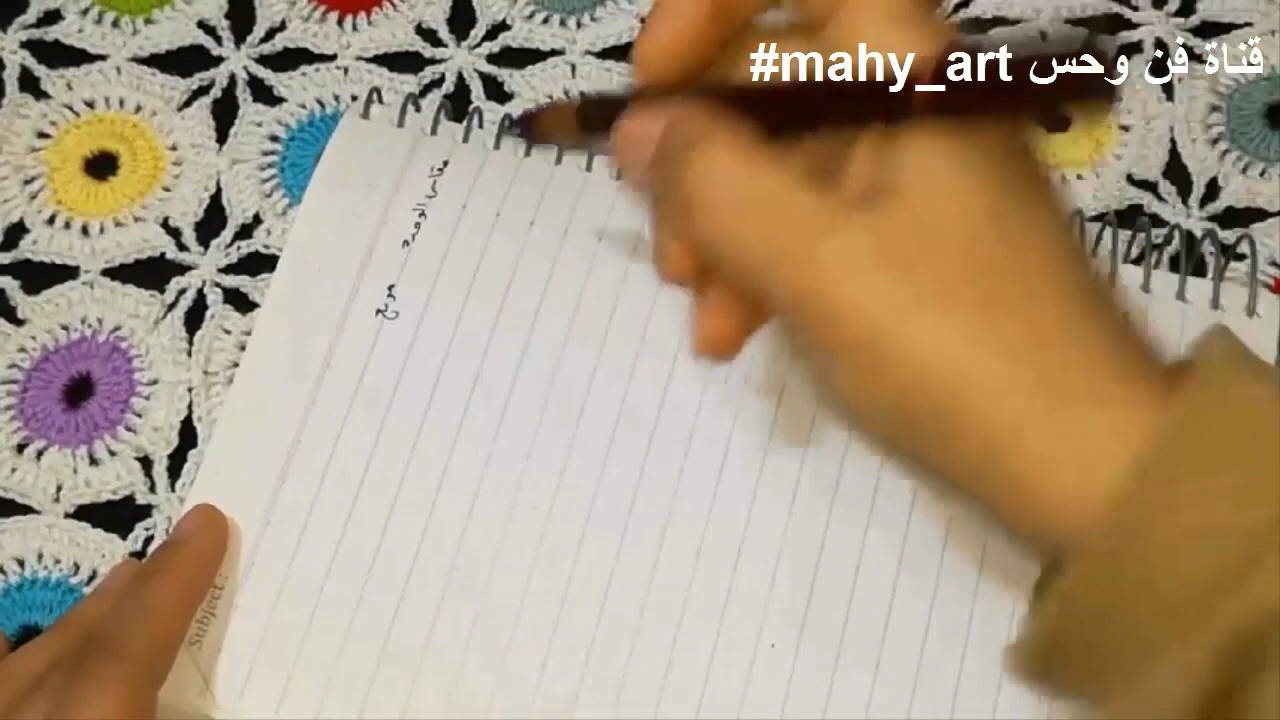 #mahy_art قناة فن وحس
مقاس الوحدة
مربع
Subject: